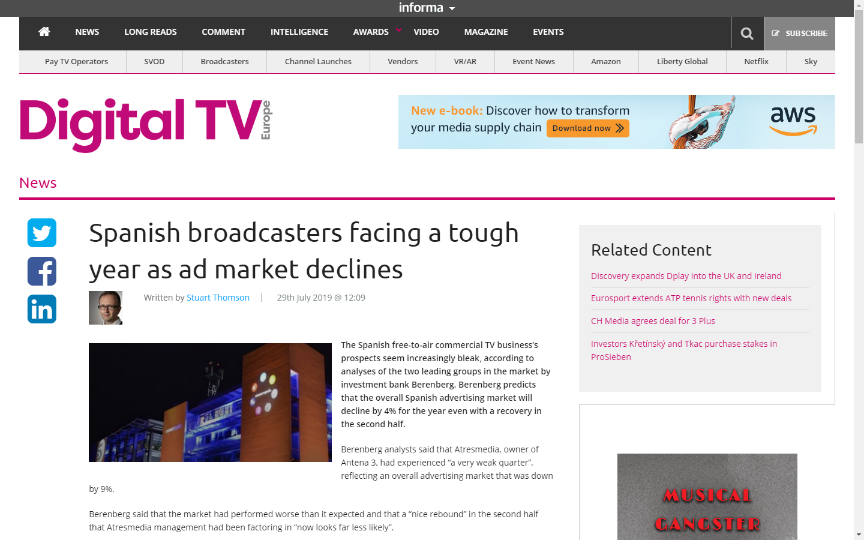 informa
NEWS LONG READS COMMENT INTELLIGENCE AWARDS VIDEO MAGAZINE EVENTS SUBSCRIBE
Pay TV Operators SVOD Broadcasters Channel Launches Vendors VR/AR Event News Amazon Liberty Global Netflix Sky
Digital TV Europe
New e-book: Discover how to transform
your media supply chain Download now
aws
News
Spanish broadcasters facing a tough
year as ad market declines
Written by Stuart Thomson | 29th July 2019 @ 12:09
The Spanish free-to-air commercial TV business's
prospects seem increasingly bleak, according to
analyses of the two leading groups in the market by
investment bank Berenberg. Berenberg predicts
that the overall Spanish advertising market will
decline by 4% for the year even with a recovery in
the second half.
Berenberg analysts said that Atresmedia, owner of
Antena 3, had experienced "a very weak quarter",
reflecting an overall advertising market that was down
by 9%.
Berenberg said that the market had performed worse than it expected and that a "nice rebound" in the second half
that Atresmedia management had been factoring in "now looks far less likely".
Related Content
Discovery expands Dplay into the UK and Ireland
Eurosport extends ATP tennis rights with new deals
CH Media agrees deal for 3 Plus
Investors Křetínský and Tkac purchase stakes in
ProSieben
MUSICAL
GANGSTER